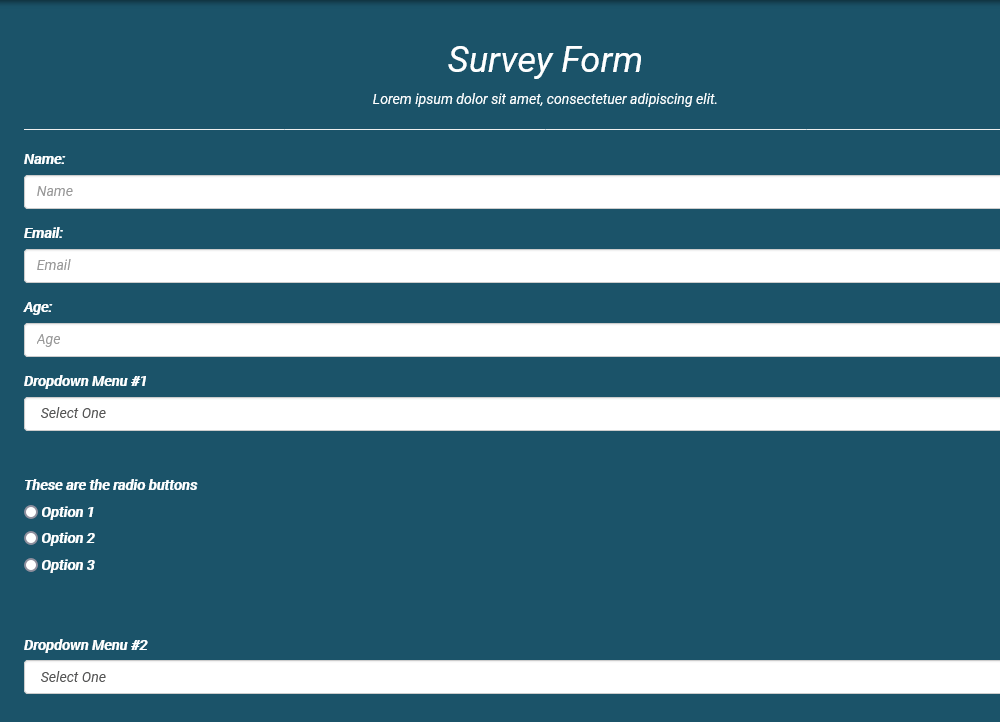 Survey Form
Lorem ipsum dolor sit amet, consectetuer adipiscing elit.
Name:
Name
Email:
Email
Age:
Age
Dropdown Menu #1
Select One
These are the radio buttons
Option 1
Option 2
Option 3
Dropdown Menu #2
Select One